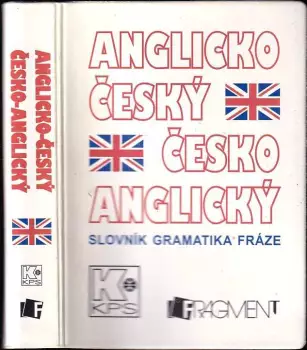 ANGLICKO-ČESKÝ
ČESKO-ANGLICKÝ
K
KPS
F
ANGLICKO
ČESKÝ
ČESKO
ANGLICKÝ
SLOVNÍK GRAMATIKA FRÁZE
K
KPS
FRAGMENT